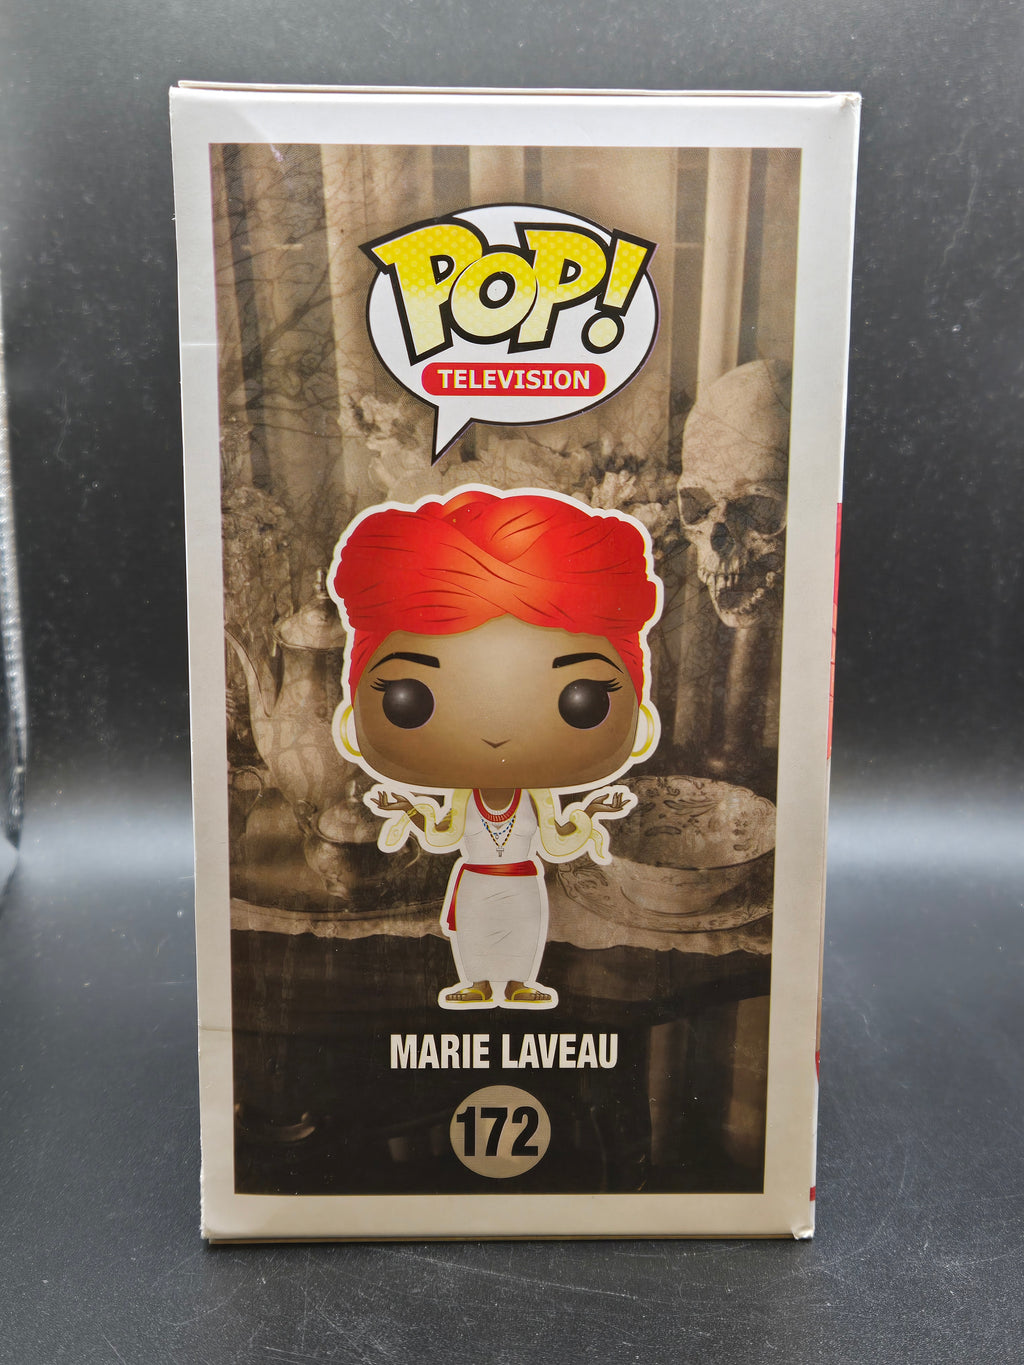 POP!
TELEVISION
MARIE LAVEAU
172